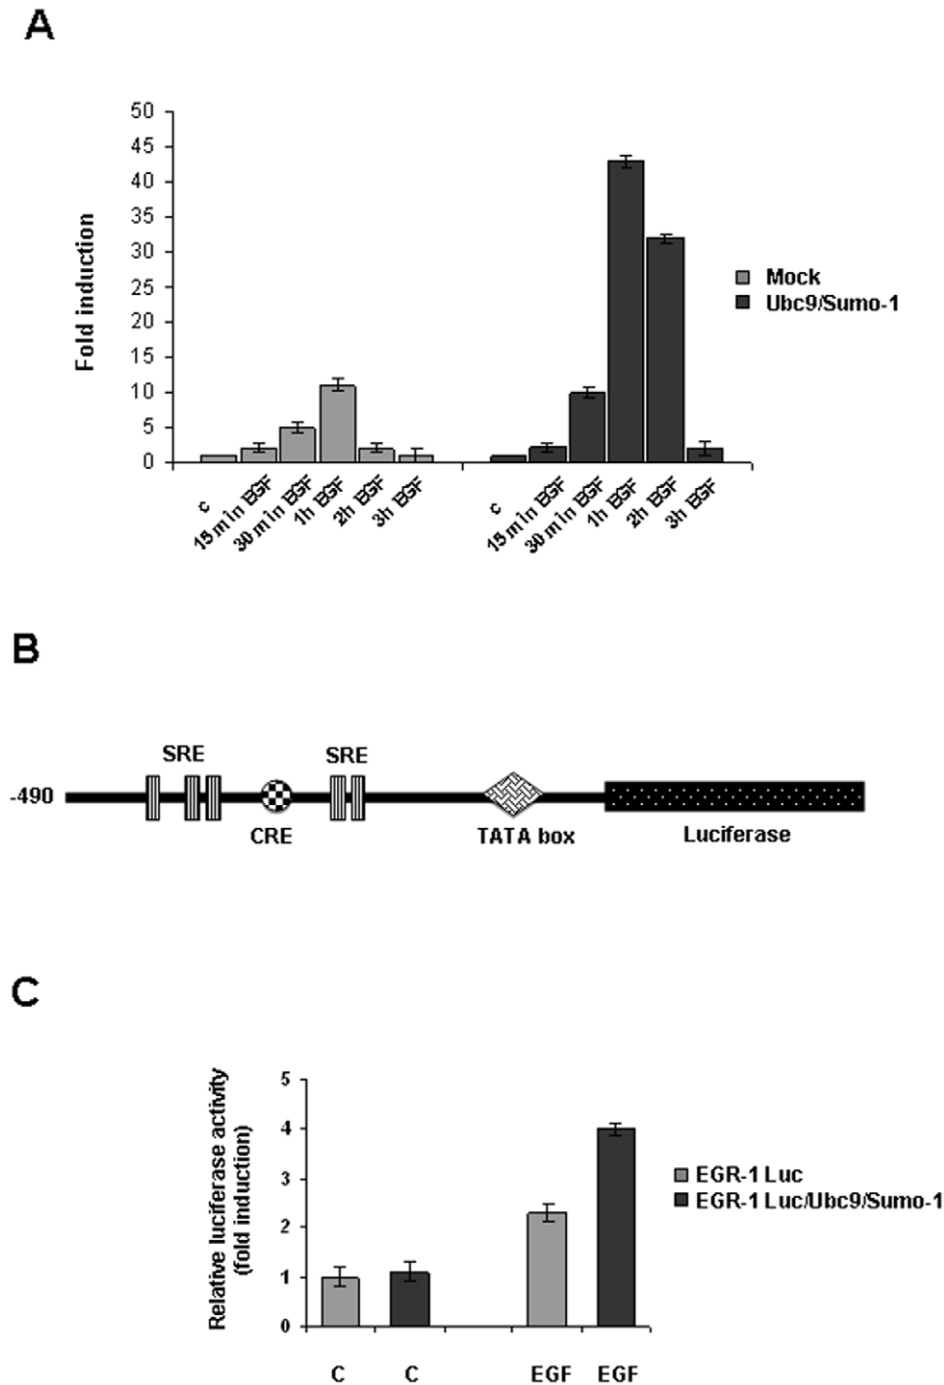 A
50
45
40
35
30
25
20
15
10
5
0
Fold induction
c
15 min EGF
30 min EGF
1h EGF
2h EGF
3h EGF
c
15 min EGF
30 min EGF
1h EGF
2h EGF
3h EGF
Mock
Ubc9/Sumo-1
B
SRE
SRE
-490
CRE
TATA box
Luciferase
C
Relative luciferase activity
(fold induction)
5
4
3
2
1
0
C
C
EGF
EGF
EGR-1 Luc
EGR-1 Luc/Ubc9/Sumo-1